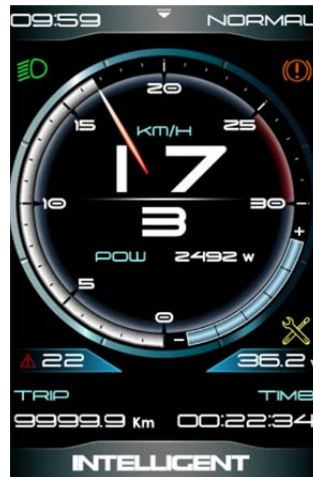 09:59 NORMAL
20
15 KM/H 25
17
10 30
3
+
POW 2492 w
5
0
-
22 36.2 v
TRIP TIME
9999.9 Km 00:22:34
INTELLIGENT